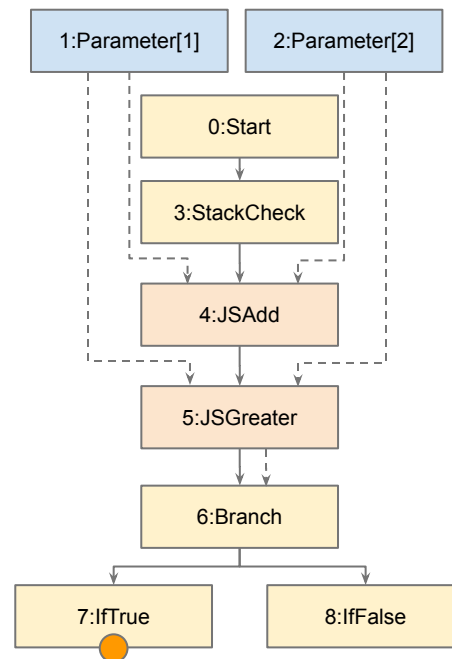 1:Parameter[1]
2:Parameter[2]
0:Start
3:StackCheck
4:JSAdd
5:JSGreater
6:Branch
7:IfTrue
8:IfFalse